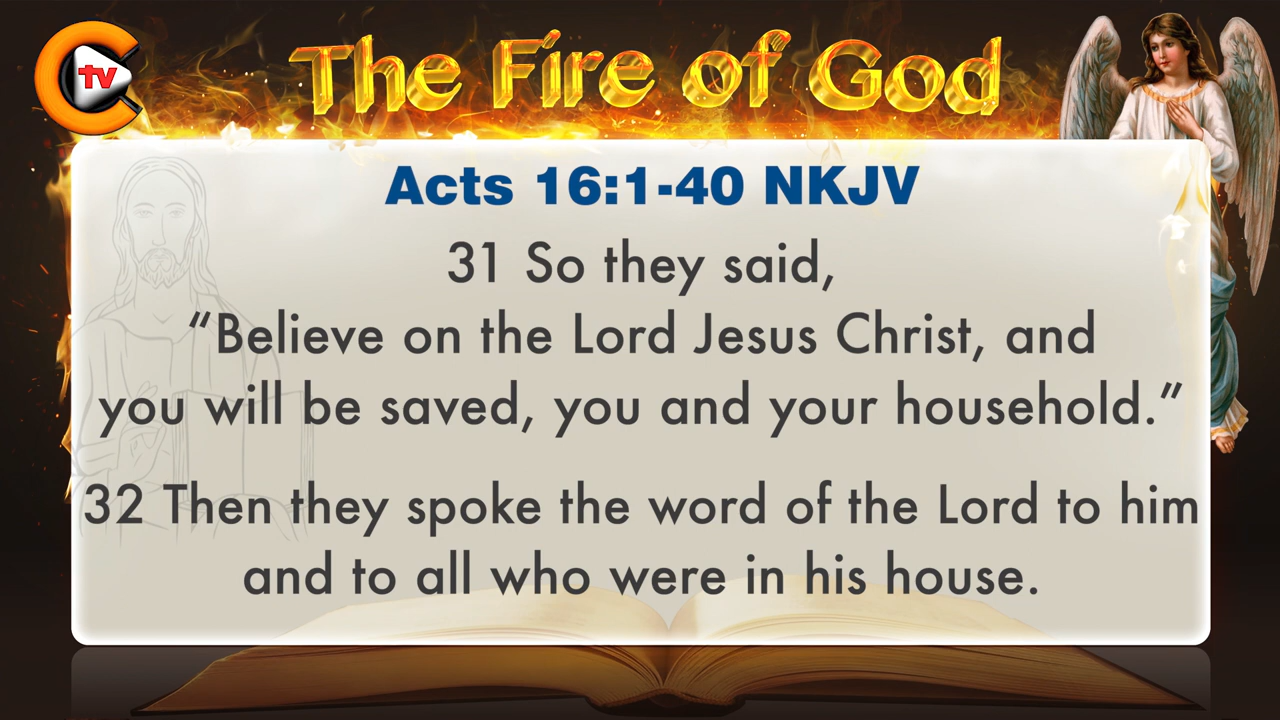 tv
The Fire of God
Acts 16:1-40 NKJV
31 So they said,
“Believe on the Lord Jesus Christ, and
you will be saved, you and your household.”
32 Then they spoke the word of the Lord to him
and to all who were in his house.